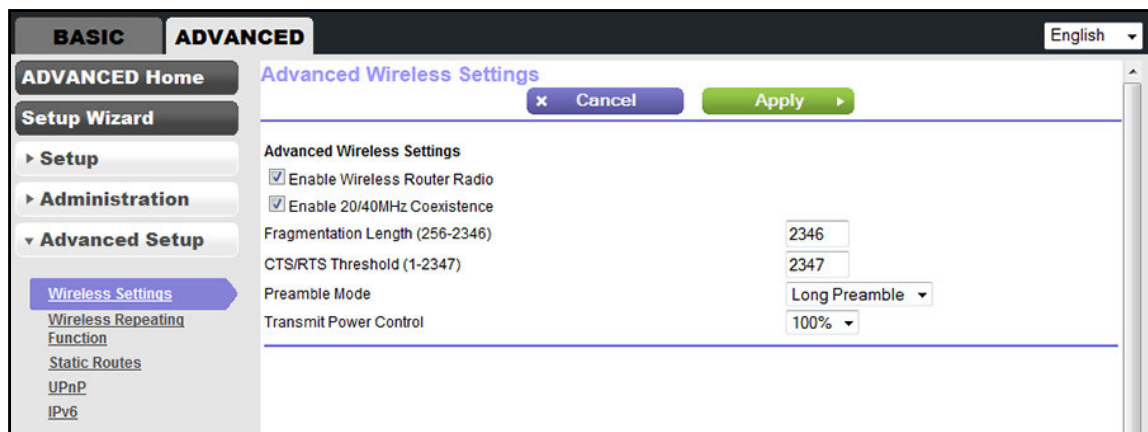 BASIC
ADVANCED
English
ADVANCED Home
Setup Wizard
Setup
Administration
Advanced Setup
Wireless Settings
Wireless Repeating
Function
Static Routes
UPnP
IPv6
Advanced Wireless Settings
Cancel
Apply
Advanced Wireless Settings
Enable Wireless Router Radio
Enable 20/40MHz Coexistence
Fragmentation Length (256-2346) 2346
CTS/RTS Threshold (1-2347) 2347
Preamble Mode Long Preamble
Transmit Power Control 100%